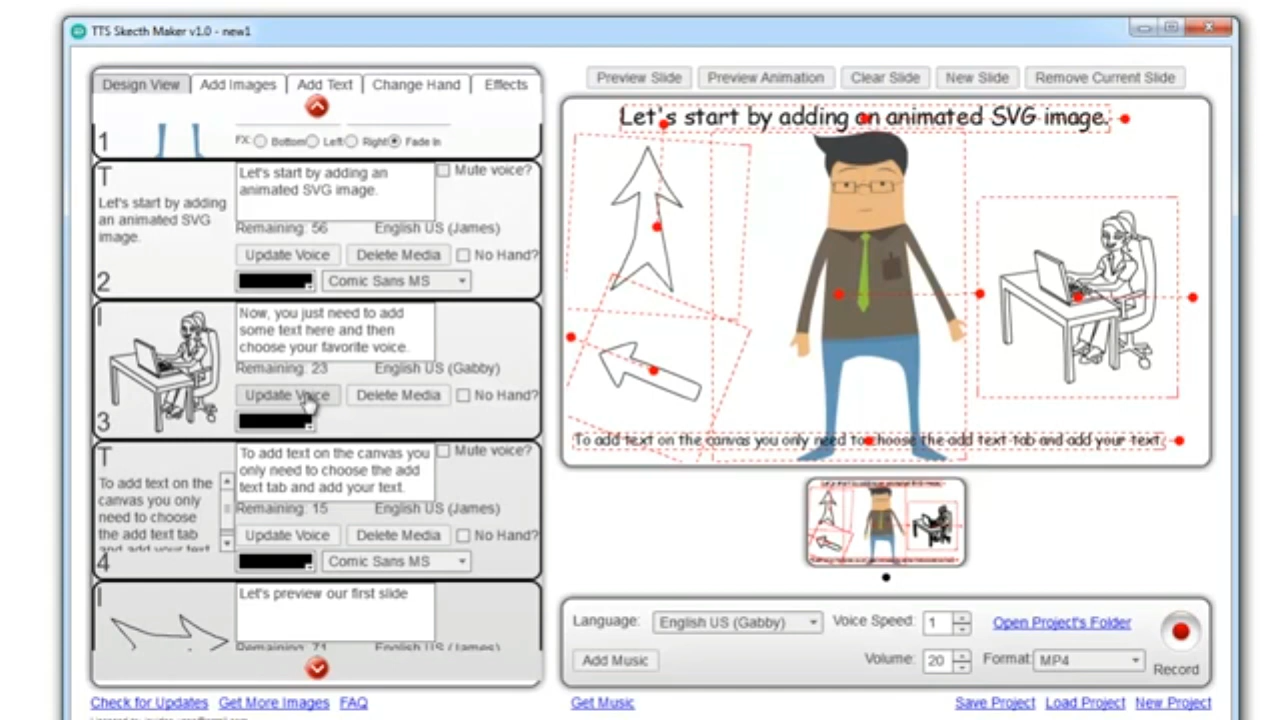 TTS Skecth Maker v1.0 - new1
Design View
Add Images
Add Text
Change Hand
Effects
Preview Slide
Preview Animation
Clear Slide
New Slide
Remove Current Slide
1
FX: Bottom Left Right Fade In
T
Let's start by adding
an animated SVG
image.
2
Let's start by adding an
animated SVG image.
Mute voice?
Remaining: 56
English US (James)
Update Voice
Delete Media
No Hand?
Comic Sans MS
I
3
Now, you just need to add
some text here and then
choose your favorite voice.
Remaining: 23
English US (Gabby)
Update Voice
Delete Media
No Hand?
T
To add text on the
canvas you only
need to choose
the add text tab
and add your text
4
To add text on the canvas you
only need to choose the add
text tab and add your text.
Mute voice?
Remaining: 15
English US (James)
Update Voice
Delete Media
No Hand?
Comic Sans MS
I
Let's preview our first slide
Remaining: 71
English US (James)
Let's start by adding an animated SVG image.
To add text on the canvas you only need to choose the add text tab and add your text.
Language:
English US (Gabby)
Voice Speed:
1
Open Project's Folder
Add Music
Volume:
20
Format:
MP4
Record
Check for Updates
Get More Images
FAQ
Get Music
Save Project
Load Project
New Project